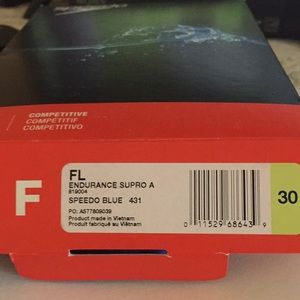 COMPETITIVE
COMPÉTITIF
COMPETITIVO
F
FL
ENDURANCE SUPRO A
819004
SPEEDO BLUE 431
PO: A577809039
Product made in Vietnam
Produit fabriqué au Viêtnam
0 11529 68643 9
30